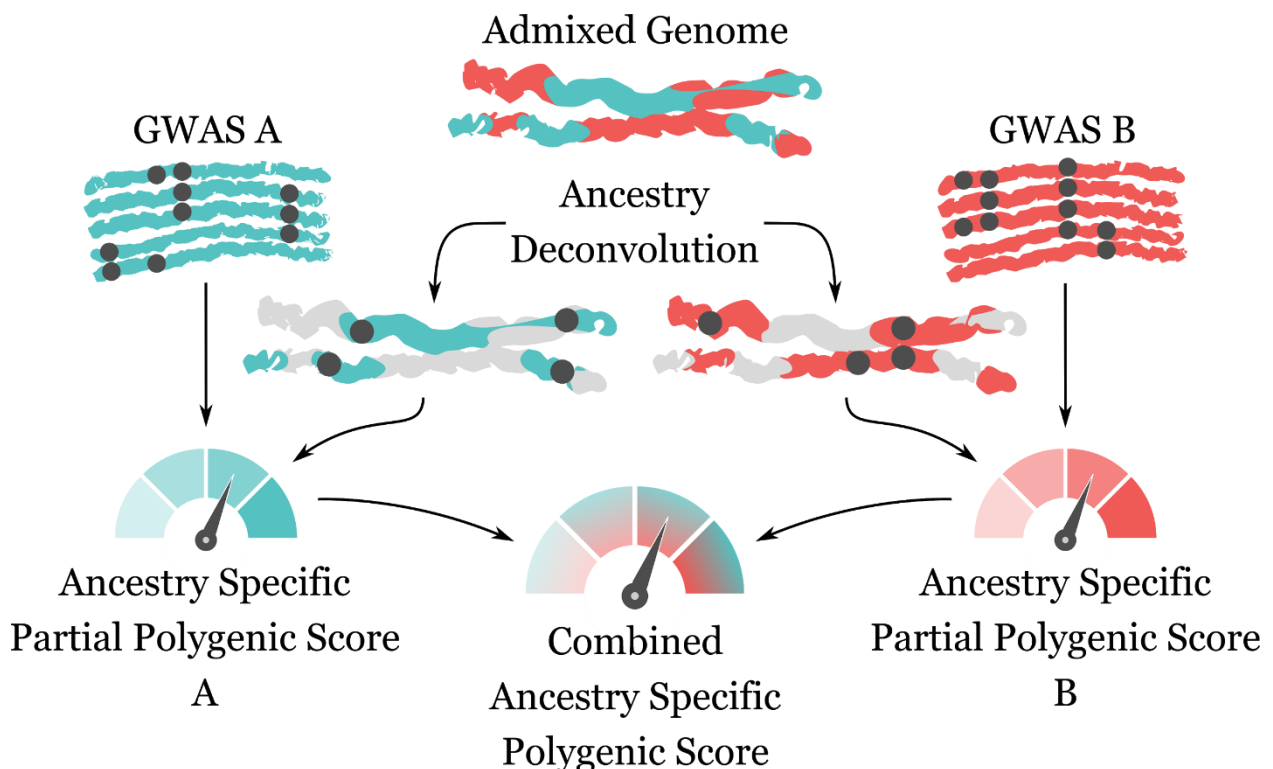 Admixed Genome
GWAS A
GWAS B
Ancestry
Deconvolution
Ancestry Specific
Partial Polygenic Score
A
Combined
Ancestry Specific
Polygenic Score
Ancestry Specific
Partial Polygenic Score
B